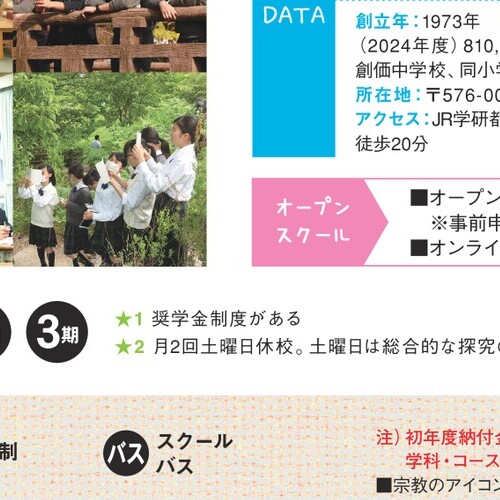 DATA
創立年：1973年
（2024年度）810,
創価中学校、同小学
所在地：〒576-00
アクセス：JR学研都
徒歩20分
オープン
スクール
■オープン
※事前申
■オンライ
3期
★1 奨学金制度がある
★2 月2回土曜日休校。土曜日は総合的な探究の
制
バス
スクール
バス
注）初年度納付金
学科・コース
■宗教のアイコン